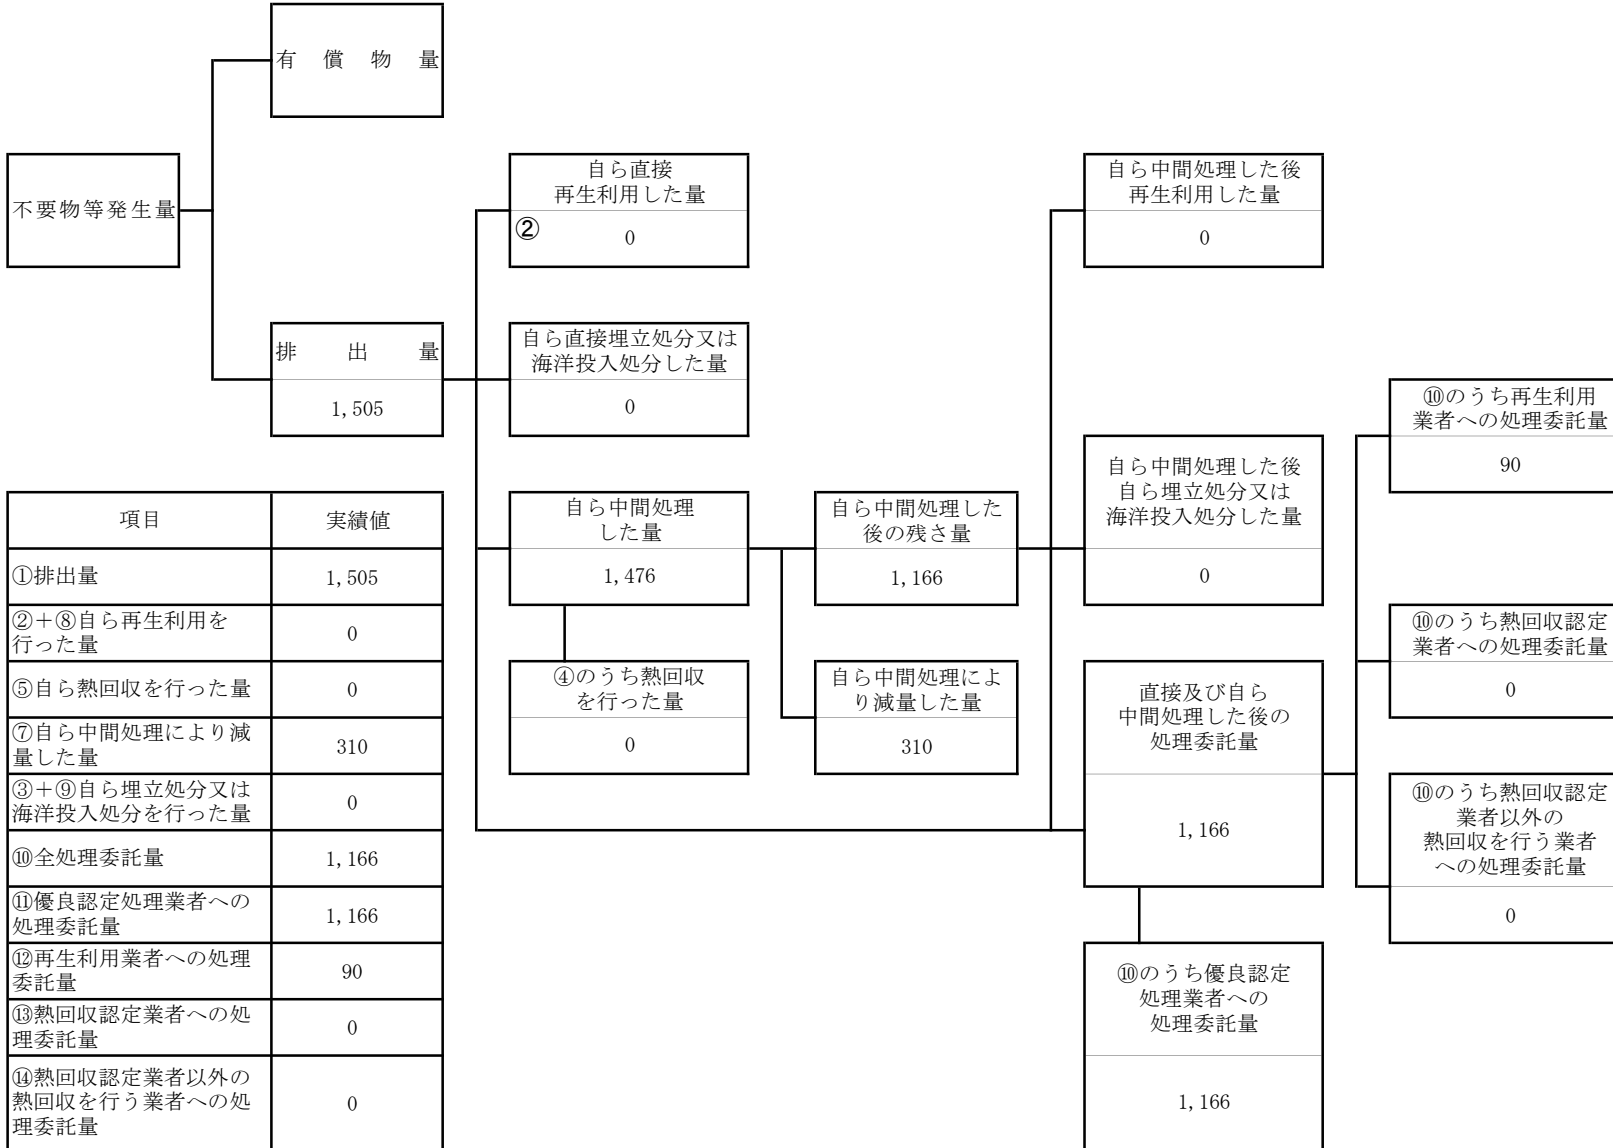 有償物量
不要物等発生量
自ら直接
再生利用した量
②
0
自ら中間処理した後
再生利用した量
0
排出量
1,505
自ら直接埋立処分又は
海洋投入処分した量
0
⑩のうち再生利用
業者への処理委託量
90
自ら中間処理した後
自ら埋立処分又は
海洋投入処分した量
0
自ら中間処理
した量
1,476
自ら中間処理した
後の残さ量
1,166
⑩のうち熱回収認定
業者への処理委託量
0
④のうち熱回収
を行った量
0
自ら中間処理によ
り減量した量
310
直接及び自ら
中間処理した後の
処理委託量
1,166
⑩のうち熱回収認定
業者以外の
熱回収を行う業者
への処理委託量
0
⑩のうち優良認定
処理業者への
処理委託量
1,166
項目 実績値
①排出量 1,505
②+⑧自ら再生利用を
行った量 0
⑤自ら熱回収を行った量 0
⑦自ら中間処理により減
量した量 310
③+⑨自ら埋立処分又は
海洋投入処分を行った量 0
⑩全処理委託量 1,166
⑪優良認定処理業者への
処理委託量 1,166
⑫再生利用業者への処理
委託量 90
⑬熱回収認定業者への処
理委託量 0
⑭熱回収認定業者以外の
熱回収を行う業者への処
理委託量 0